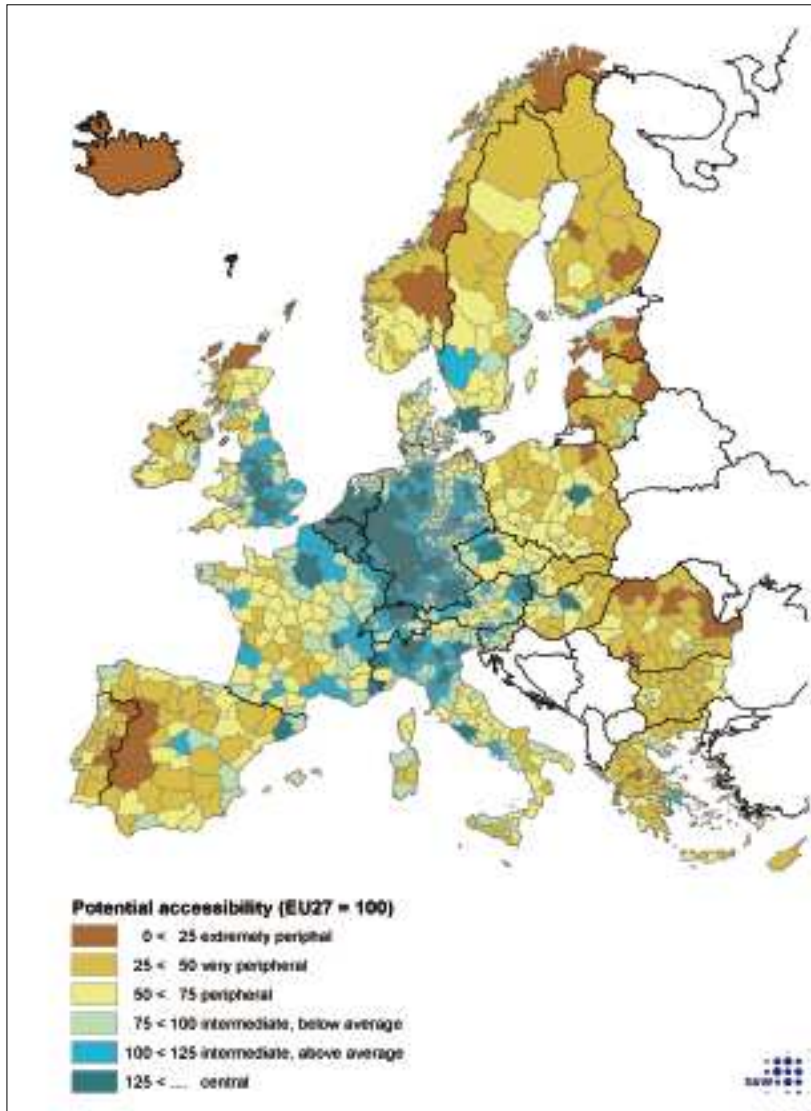 Potential accessibility (EU27 = 100)
0 < 25 extremely periphal
25 < 50 very peripheral
50 < 75 peripheral
75 < 100 intermediate, below average
100 < 125 intermediate, above average
125 < .... central